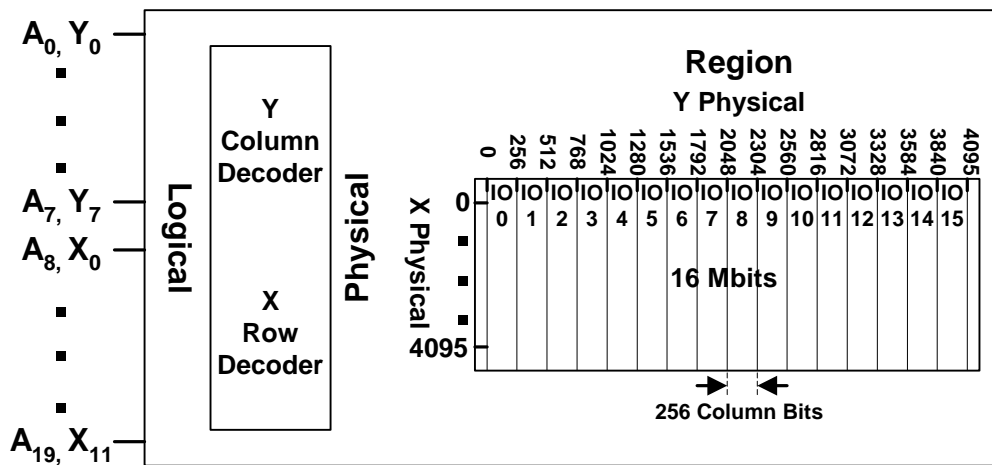 A0, Y0
A7, Y7
A8, X0
A19, X11
Logical
Y
Column
Decoder
X
Row
Decoder
Physical
Region
Y Physical
0 256 512 768 1024 1280 1536 1792 2048 2304 2560 2816 3072 3328 3584 3840 4095
X Physical
0
4095
IO IO IO IO IO IO IO IO IO IO IO IO IO IO IO IO
0 1 2 3 4 5 6 7 8 9 10 11 12 13 14 15
16 Mbits
256 Column Bits